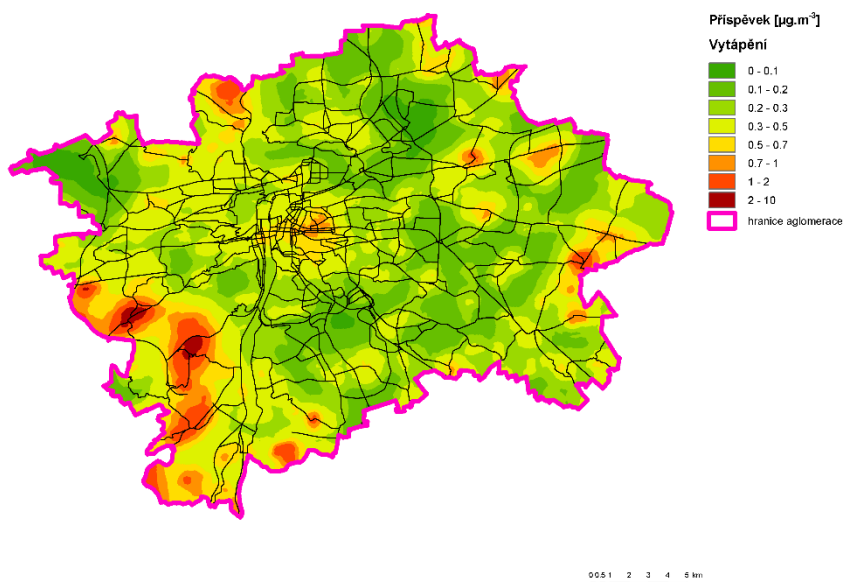 Příspěvek [µg.m⁻³]
Vytápění
0 - 0.1
0.1 - 0.2
0.2 - 0.3
0.3 - 0.5
0.5 - 0.7
0.7 - 1
1 - 2
2 - 10
hranice aglomerace
0 0.5 1 2 3 4 5 km